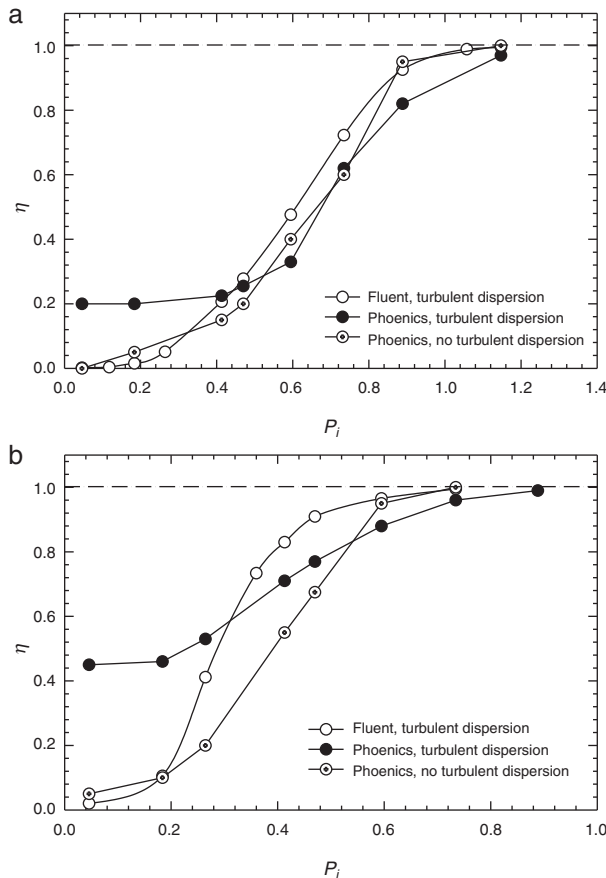 a
1.0
0.8
0.6
η
0.4
0.2
0.0
Fluent, turbulent dispersion
Phoenics, turbulent dispersion
Phoenics, no turbulent dispersion
0.0 0.2 0.4 0.6 0.8 1.0 1.2 1.4
Pi
b
1.0
0.8
0.6
η
0.4
0.2
0.0
Fluent, turbulent dispersion
Phoenics, turbulent dispersion
Phoenics, no turbulent dispersion
0.0 0.2 0.4 0.6 0.8 1.0
Pi